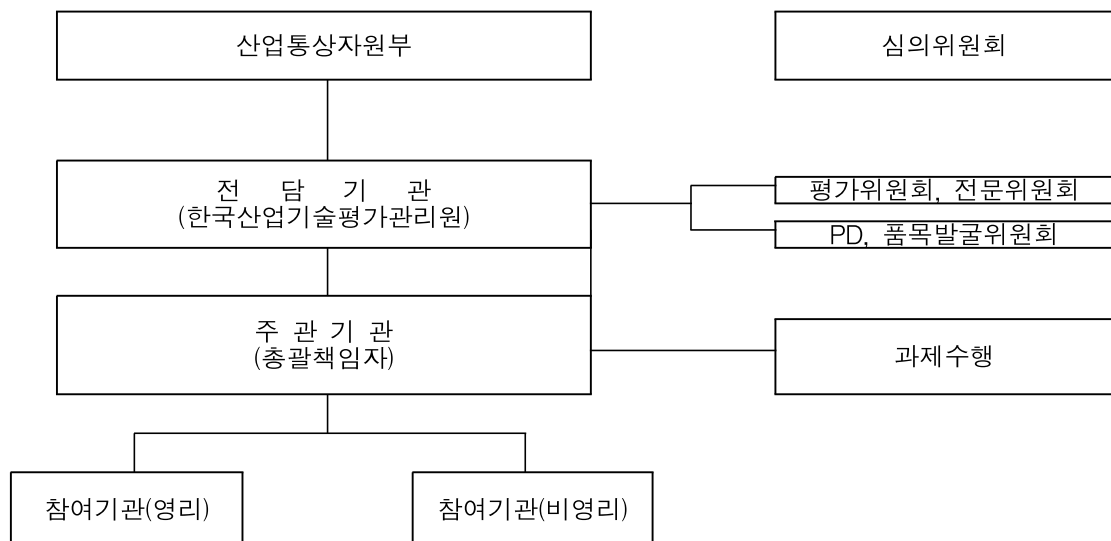 산업통상자원부
심의위원회
전 담 기 관
(한국산업기술평가관리원)
평가위원회, 전문위원회
PD, 품목발굴위원회
주 관 기 관
(총괄책임자)
과제수행
참여기관(영리)
참여기관(비영리)